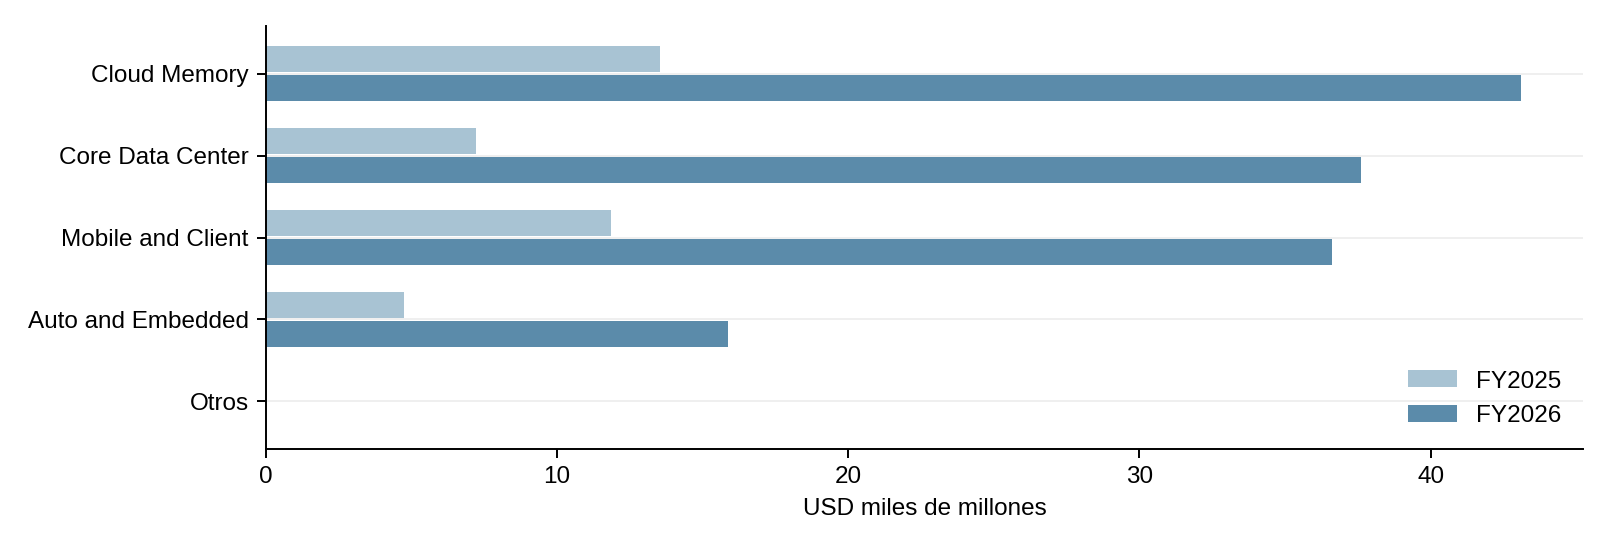 Cloud Memory
Core Data Center
Mobile and Client
Auto and Embedded
Otros
FY2025
FY2026
0 10 20 30 40
USD miles de millones